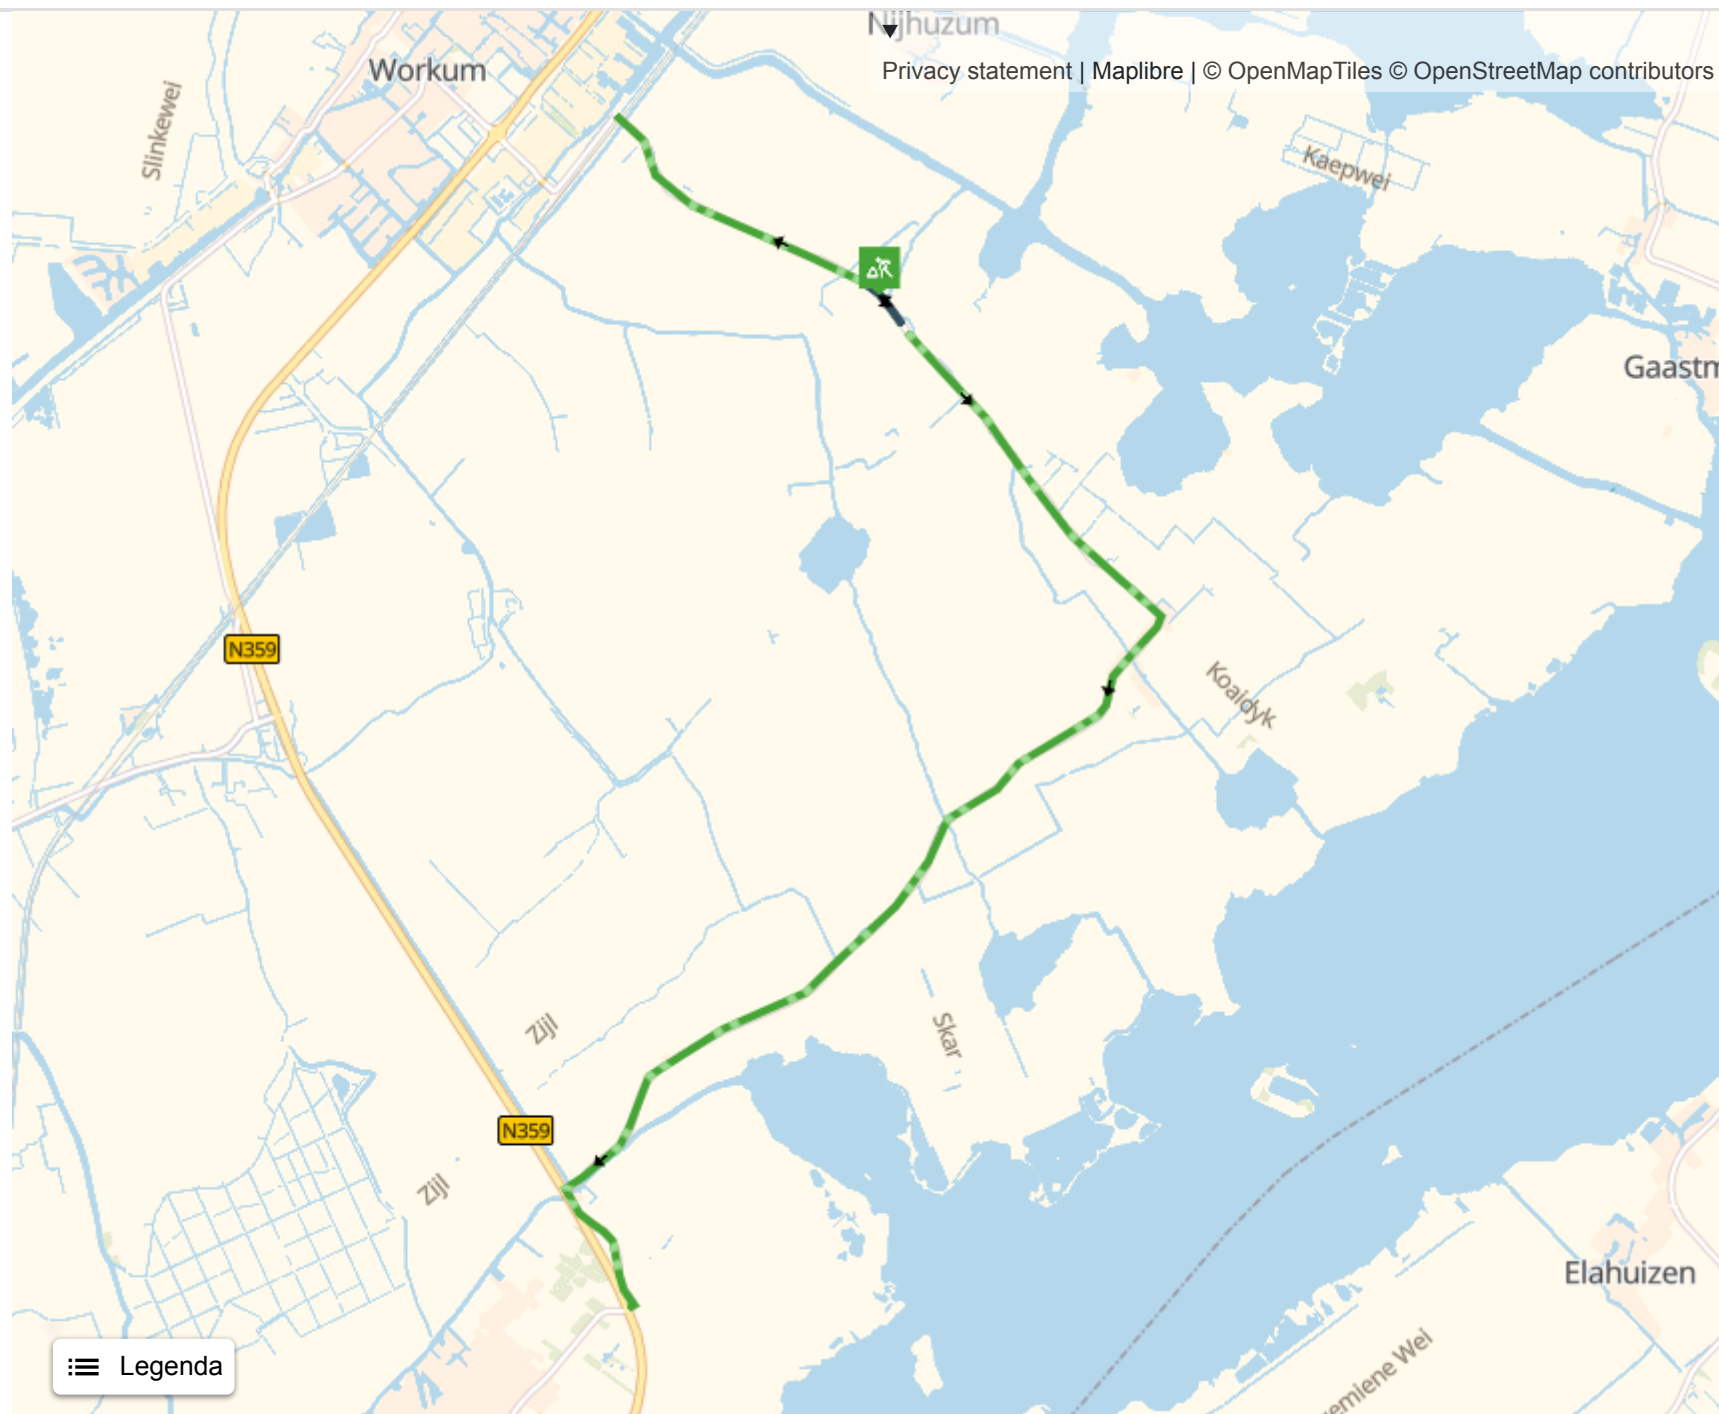 Nijhuzum
Privacy statement | Maplibre | © OpenMapTiles © OpenStreetMap contributors
Workum
Slinkewei
Kaepwei
Gaastm
N359
Koaldyk
Zijl
Skar
N359
Zijl
Elahuizen
emiene Wei
Legenda